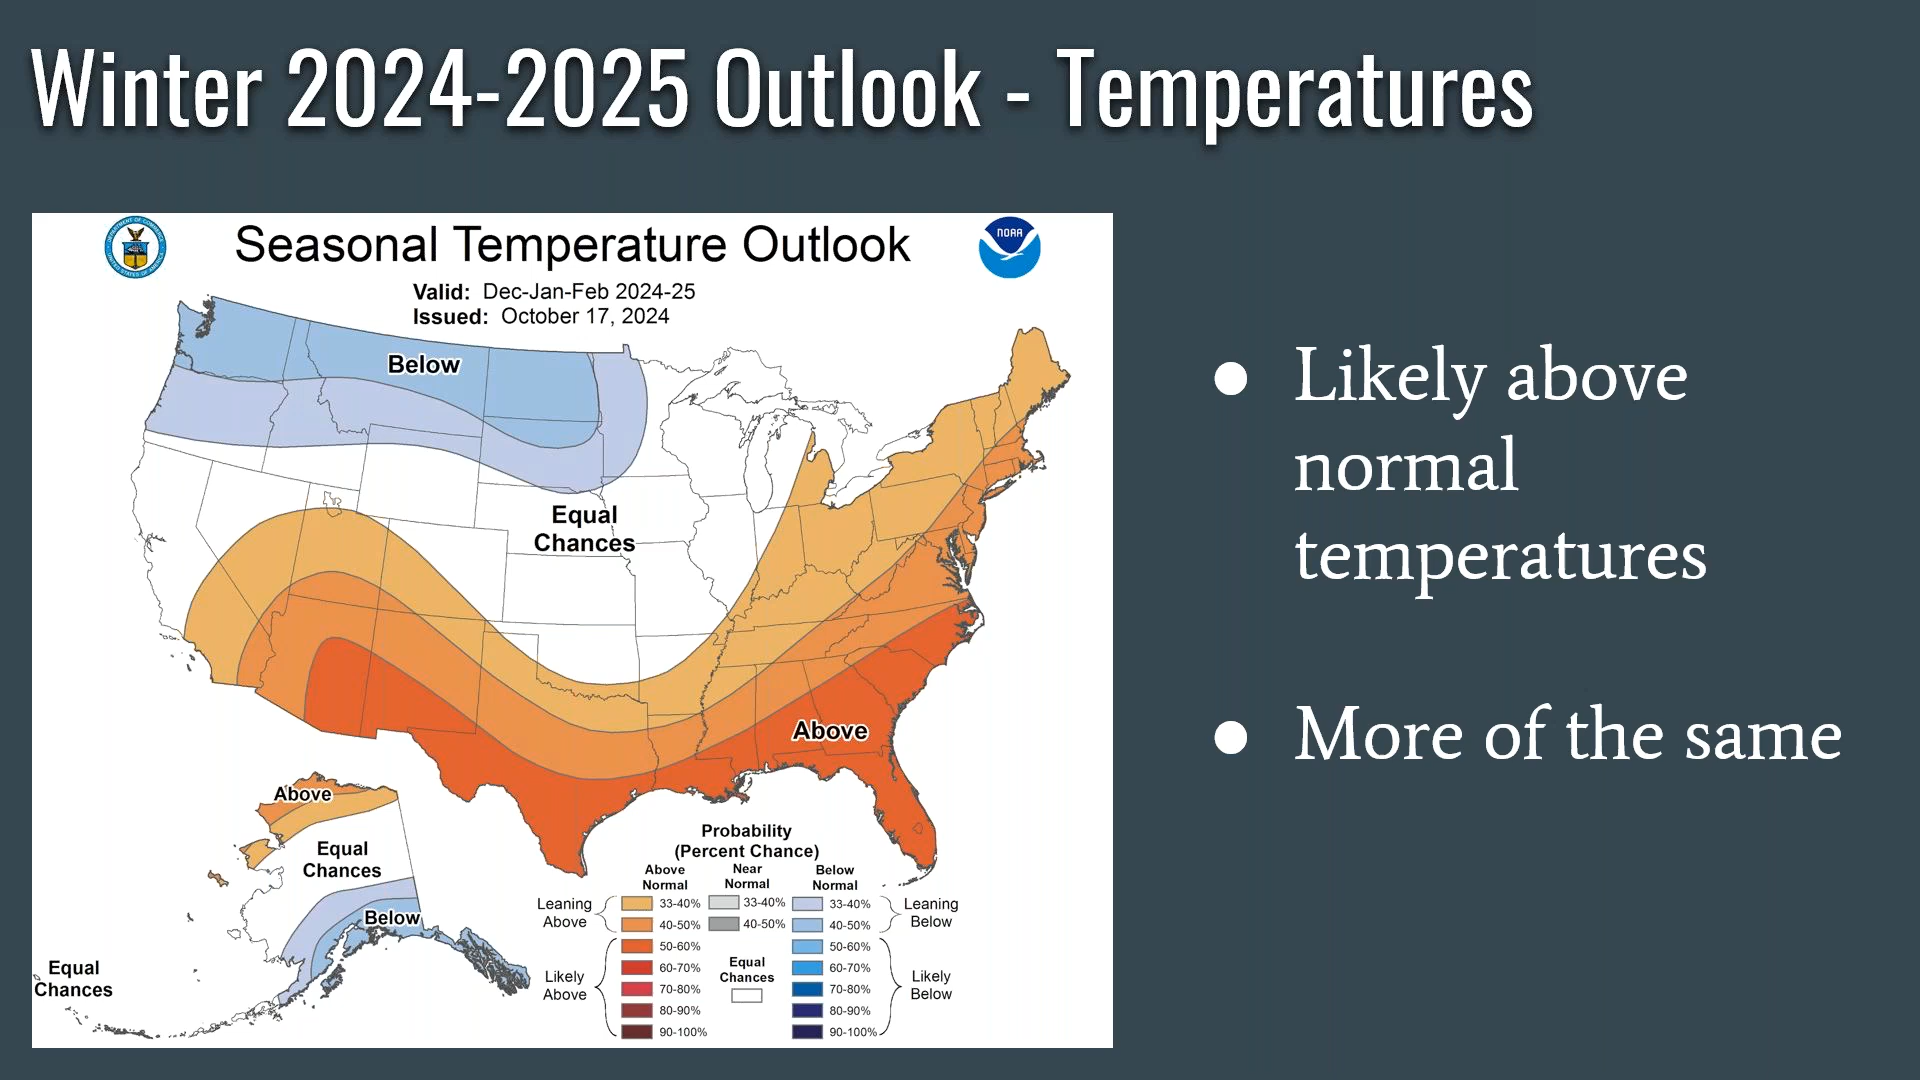 Winter 2024-2025 Outlook - Temperatures
Seasonal Temperature Outlook
NOAA
Valid: Dec-Jan-Feb 2024-25
Issued: October 17, 2024
Below
Equal
Chances
Above
Above
Equal
Chances
Below
Equal
Chances
Probability
(Percent Chance)
Above
Normal
Near
Normal
Below
Normal
Leaning
Above
33-40%
33-40%
33-40%
Leaning
Below
40-50%
40-50%
40-50%
50-60%
50-60%
Likely
Above
60-70%
Equal
Chances
60-70%
Likely
Below
70-80%
70-80%
80-90%
80-90%
90-100%
90-100%
● Likely above
normal
temperatures
● More of the same